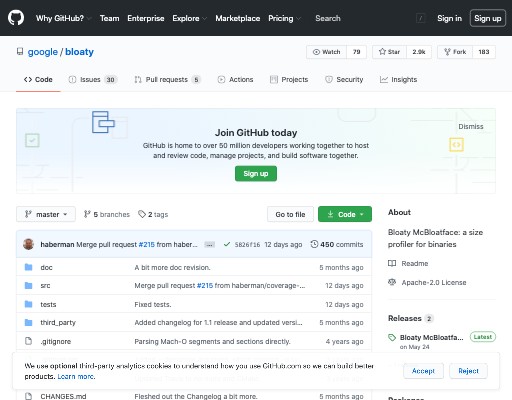 Why GitHub? Team Enterprise Explore Marketplace Pricing Search / Sign in Sign up
google / bloaty Watch 79 Star 2.9k Fork 183
Code Issues 30 Pull requests 5 Actions Projects Security Insights
Join GitHub today
Dismiss
GitHub is home to over 50 million developers working together to host
and review code, manage projects, and build software together.
Sign up
master 5 branches 2 tags Go to file Code
About
Bloaty McBloatface: a size
profiler for binaries
Readme
Apache-2.0 License
Releases 2
Bloaty McBloatfa... Latest
on May 24
haberman Merge pull request #215 from haber... ... 5826f16 12 days ago 450 commits
doc A bit more doc revision. 5 months ago
src Merge pull request #215 from haberman/coverage-... 12 days ago
tests Fixed tests. 12 days ago
third_party Added changelog for 1.1 release and updated versi... 5 months ago
.gitignore Parsing Mach-O segments and sections directly. 4 years ago
We use optional third-party analytics cookies to understand how you use GitHub.com so we can build better
products. Learn more.
Accept Reject
CHANGES.md Fleshed out the Changelog a bit more. 5 months ago